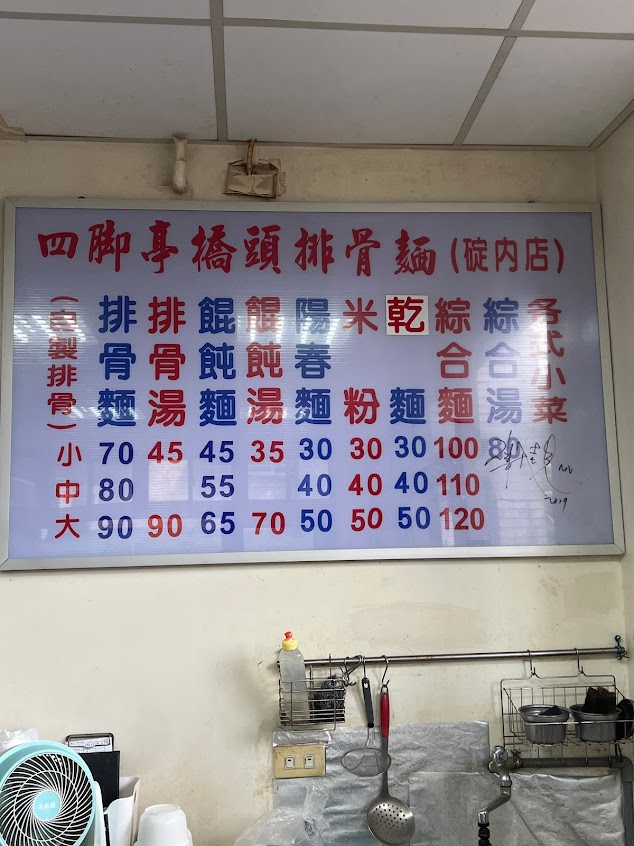 四脚亭橋頭排骨麵(碇內店)
(自製排骨) 小 中 大
排骨麵 70 80 90
排骨湯 45 90
餛飩麵 45 55 65
餛飩湯 35 70
陽春麵 30 40 50
米粉 30 40 50
乾麵 30 40 50
綜合麵 100 110 120
綜合湯 80
各式小菜
2019